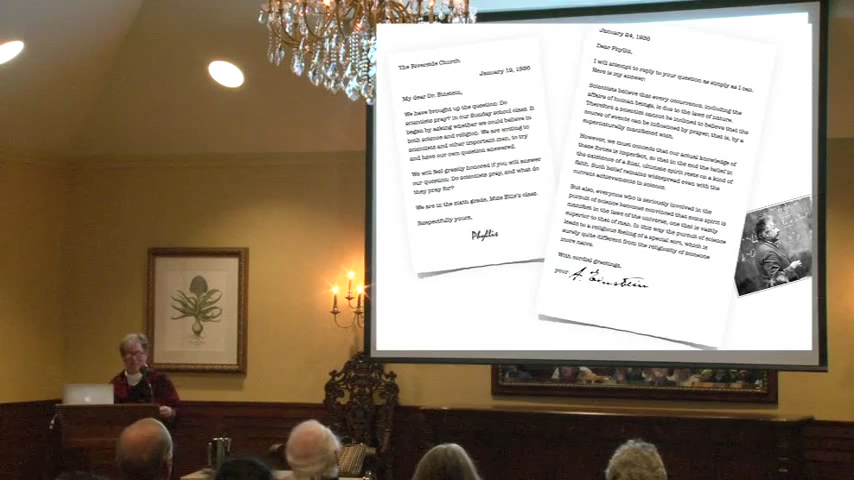 The Riverside Church
January 19, 1936
My dear Dr. Einstein,
We have brought up the question: Do
scientists pray? in our Sunday school class. It
began by asking whether we could believe in
both science and religion. We are writing to
scientists and other important men, to try
and have our own question answered.
We will feel greatly honored if you will answer
our question: Do scientists pray, and what do
they pray for?
We are in the sixth grade, Miss Ellis's class.
Respectfully yours,
Phyllis
January 24, 1936
Dear Phyllis,
I will attempt to reply to your question as simply as I can.
Here is my answer:
Scientists believe that every occurrence, including the
affairs of human beings, is due to the laws of nature.
Therefore a scientist cannot be inclined to believe that the
course of events can be influenced by prayer, that is, by a
supernaturally manifested wish.
However, we must concede that our actual knowledge of
these forces is imperfect, so that in the end the belief in
the existence of a final, ultimate spirit rests on a kind of
faith. Such belief remains widespread even with the
current achievements in science.
But also, everyone who is seriously involved in the
pursuit of science becomes convinced that some spirit is
manifest in the laws of the universe, one that is vastly
superior to that of man. In this way the pursuit of science
leads to a religious feeling of a special sort, which is
surely quite different from the religiosity of someone
more naive.
With cordial greetings,
your A. Einstein